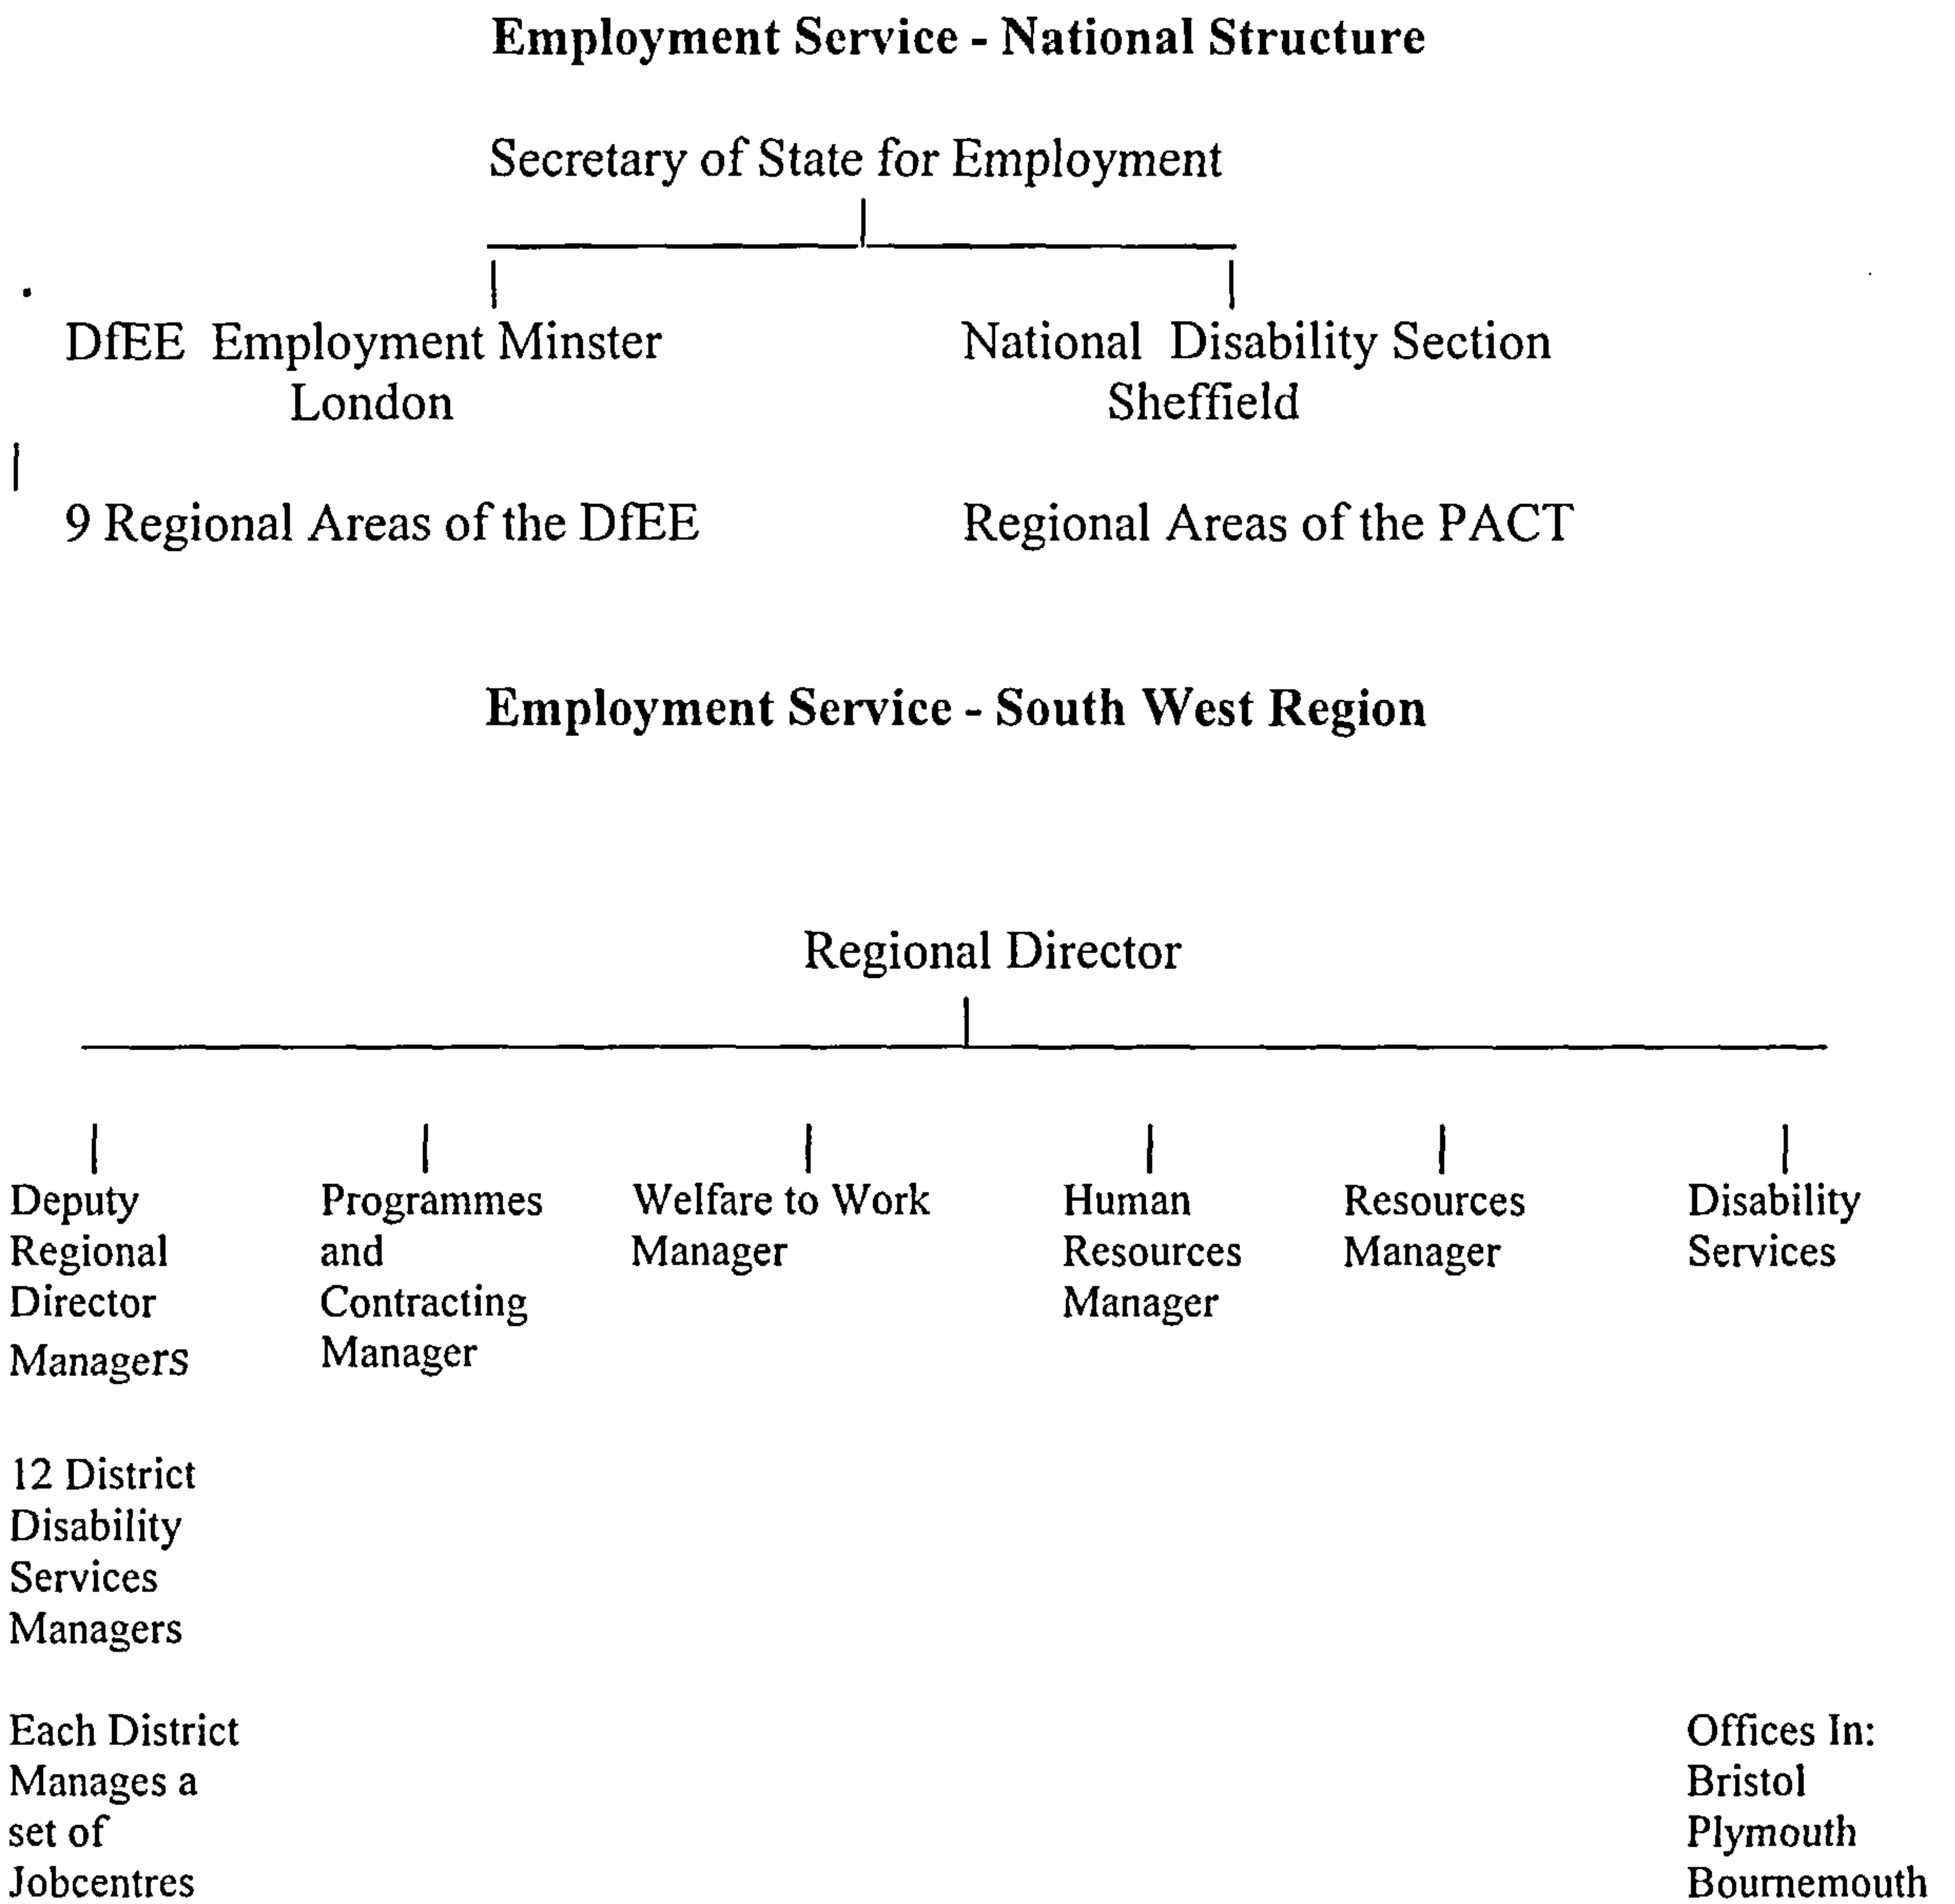 Employment Service - National Structure
Secretary of State for Employment
DfEE Employment Minster
London
National Disability Section
Sheffield
9 Regional Areas of the DfEE
Regional Areas of the PACT
Employment Service - South West Region
Regional Director
Deputy
Regional
Director
Managers
Programmes
and
Contracting
Manager
Welfare to Work
Manager
Human
Resources
Manager
Resources
Manager
Disability
Services
12 District
Disability
Services
Managers
Each District
Manages a
set of
Jobcentres
Offices In:
Bristol
Plymouth
Bournemouth